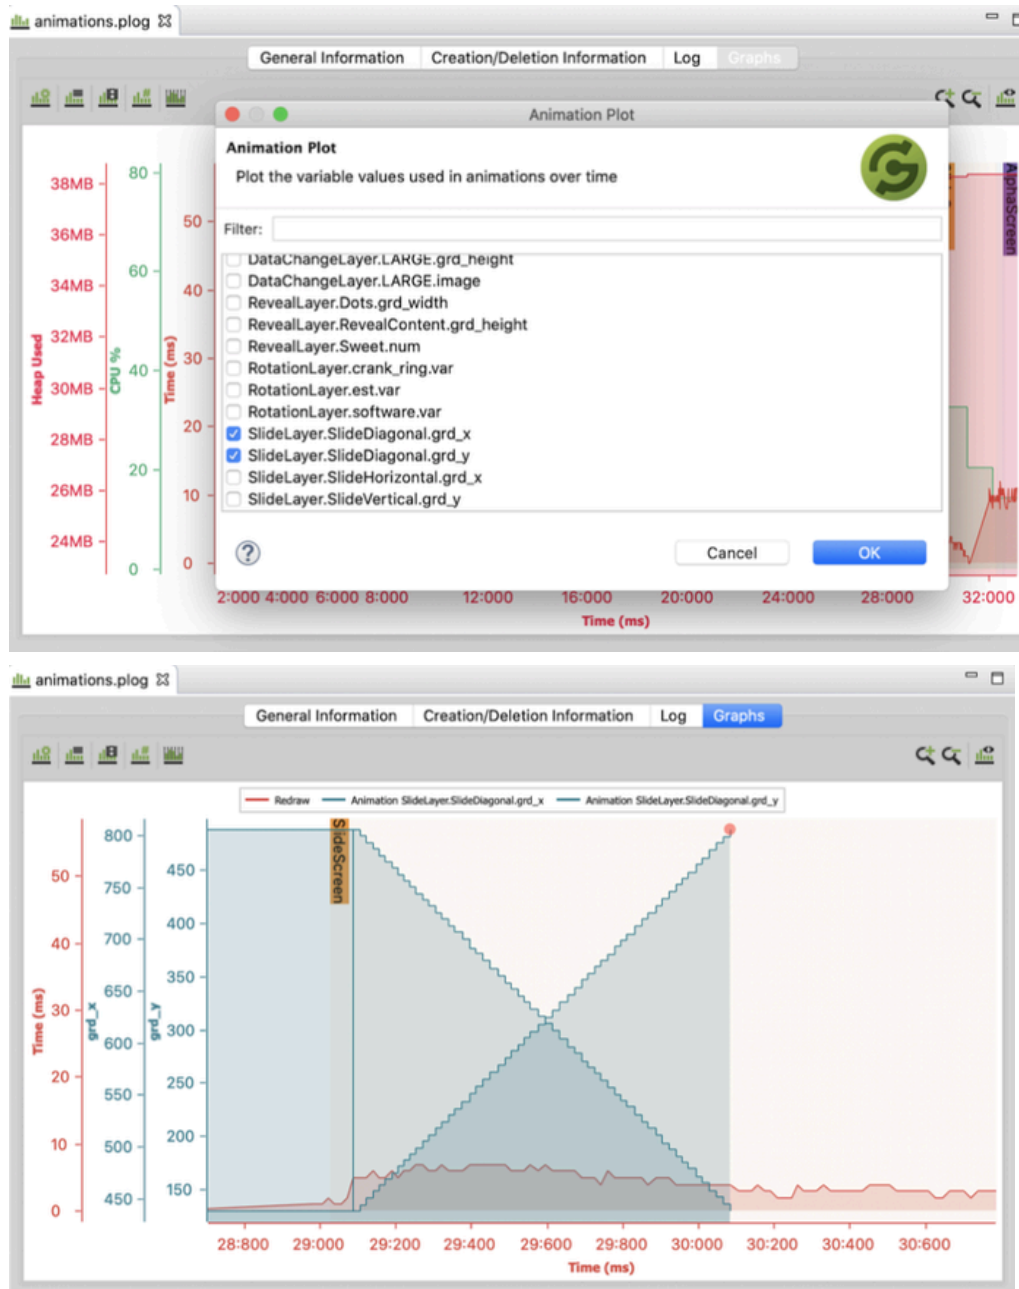 animations.plog
General Information Creation/Deletion Information Log Graphs
Animation Plot
Animation Plot
Plot the variable values used in animations over time
Filter:
DataChangeLayer.LARGE.grd_height
DataChangeLayer.LARGE.image
RevealLayer.Dots.grd_width
RevealLayer.RevealContent.grd_height
RevealLayer.Sweet.num
RotationLayer.crank_ring.var
RotationLayer.est.var
RotationLayer.software.var
SlideLayer.SlideDiagonal.grd_x
SlideLayer.SlideDiagonal.grd_y
SlideLayer.SlideHorizontal.grd_x
SlideLayer.SlideVertical.grd_y
? Cancel OK
Heap Used
38MB
36MB
34MB
32MB
30MB
28MB
26MB
24MB
CPU %
80
60
40
20
0
Time (ms)
50
40
30
20
10
0
AlphaScreen
2:000 4:000 6:000 8:000 12:000 16:000 20:000 24:000 28:000 32:000
Time (ms)
animations.plog
General Information Creation/Deletion Information Log Graphs
Redraw Animation SlideLayer.SlideDiagonal.grd_x Animation SlideLayer.SlideDiagonal.grd_y
Time (ms)
50
40
30
20
10
0
grd_x
800
750
700
650
600
550
500
450
grd_y
450
400
350
300
250
200
150
SlideScreen
28:800 29:000 29:200 29:400 29:600 29:800 30:000 30:200 30:400 30:600
Time (ms)